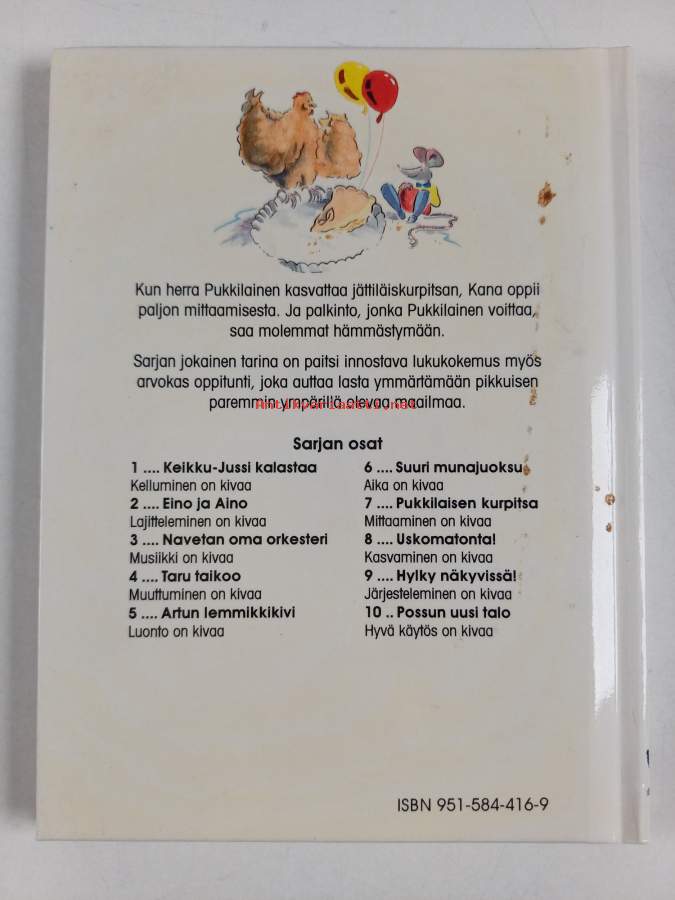 Kun herra Pukkilainen kasvattaa jättiläiskurpitsan, Kana oppii
paljon mittaamisesta. Ja palkinto, jonka Pukkilainen voittaa,
saa molemmat hämmästymään.
Sarjan jokainen tarina on paitsi innostava lukukokemus myös
arvokas oppitunti, joka auttaa lasta ymmärtämään pikkuisen
paremmin ympärillä olevaa maailmaa.
Antikvariaatti.net
Sarjan osat
1 .... Keikku-Jussi kalastaa
Kelluminen on kivaa
2 .... Eino ja Aino
Lajitteleminen on kivaa
3 .... Navetan oma orkesteri
Musiikki on kivaa
4 .... Taru taikoo
Muuttuminen on kivaa
5 .... Artun lemmikkikivi
Luonto on kivaa
6 .... Suuri munajuoksu
Aika on kivaa
7 .... Pukkilaisen kurpitsa
Mittaaminen on kivaa
8 .... Uskomatonta!
Kasvaminen on kivaa
9 .... Hylky näkyvissä!
Järjesteleminen on kivaa
10 .. Possun uusi talo
Hyvä käytös on kivaa
ISBN 951-584-416-9